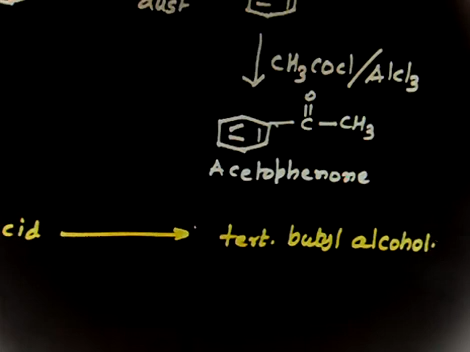 dust
CH3COCl/AlCl3
O
C-CH3
Acetophenone
cid → tert. butyl alcohol.